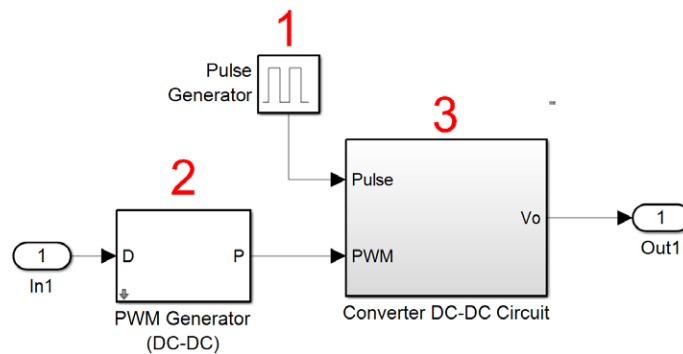 1
Pulse
Generator
2
3
Pulse
D
P
PWM
Vo
1
In1
1
Out1
PWM Generator
(DC-DC)
Converter DC-DC Circuit